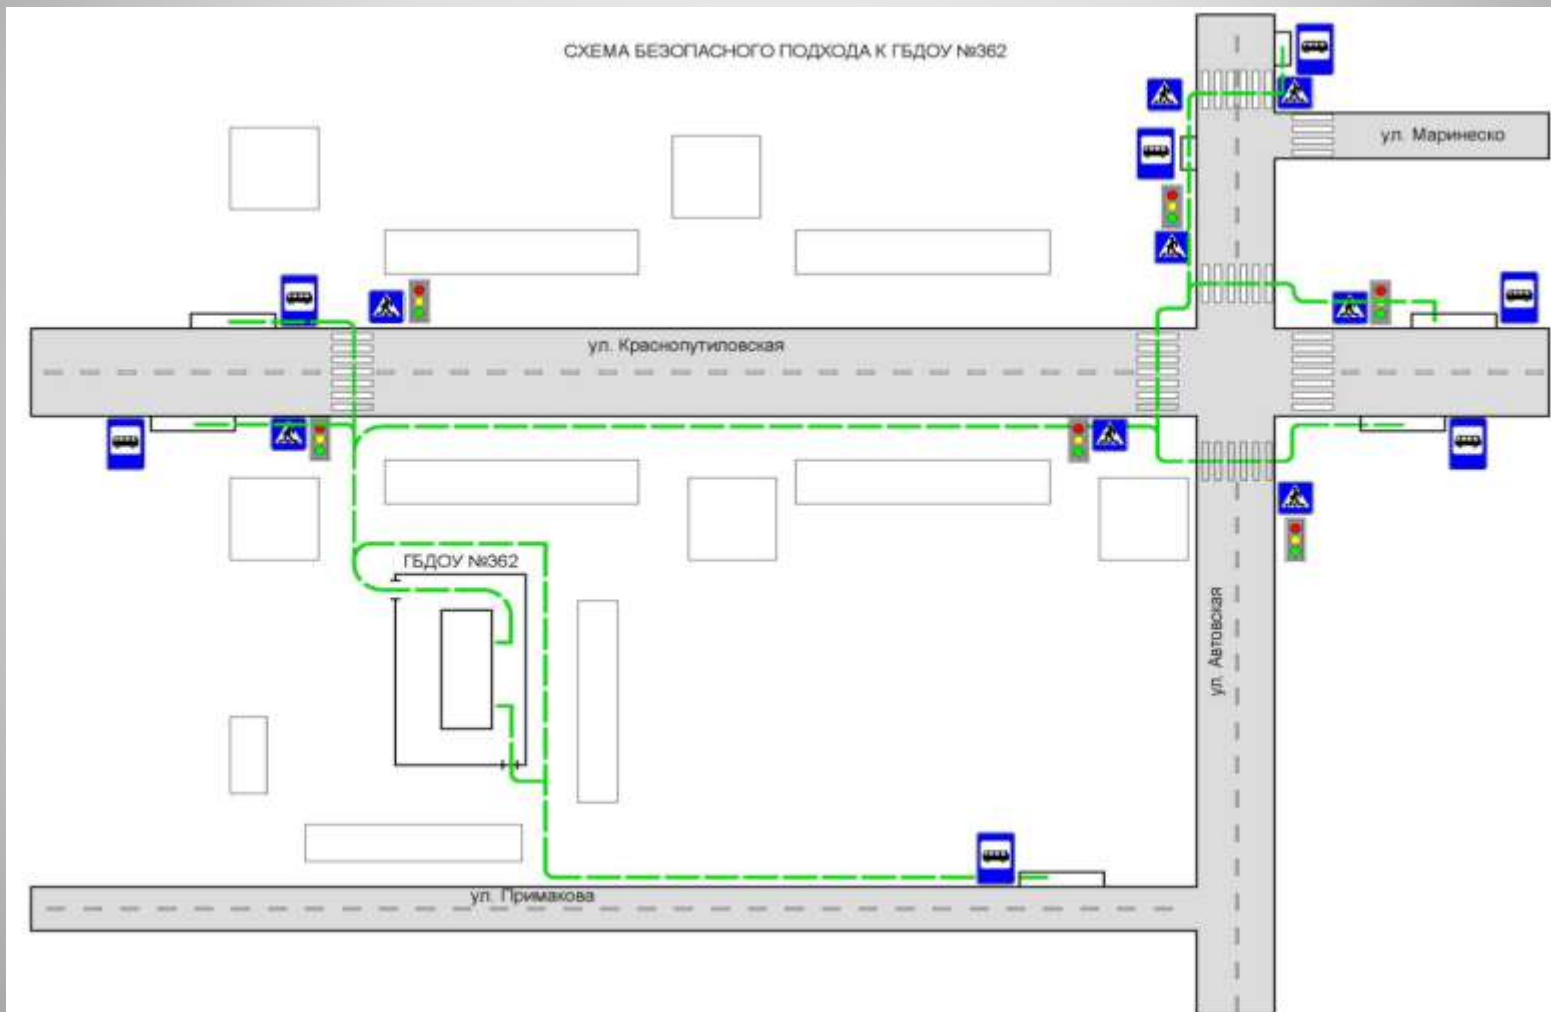 СХЕМА БЕЗОПАСНОГО ПОДХОДА К ГБДОУ №362
ул. Маринеско
ул. Краснопутиловская
ГБДОУ №362
ул. Автовская
ул. Примакова